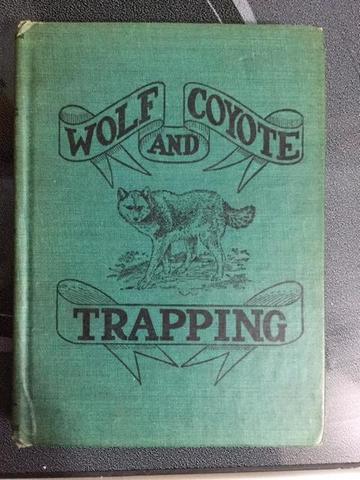 WOLF COYOTE
AND
TRAPPING